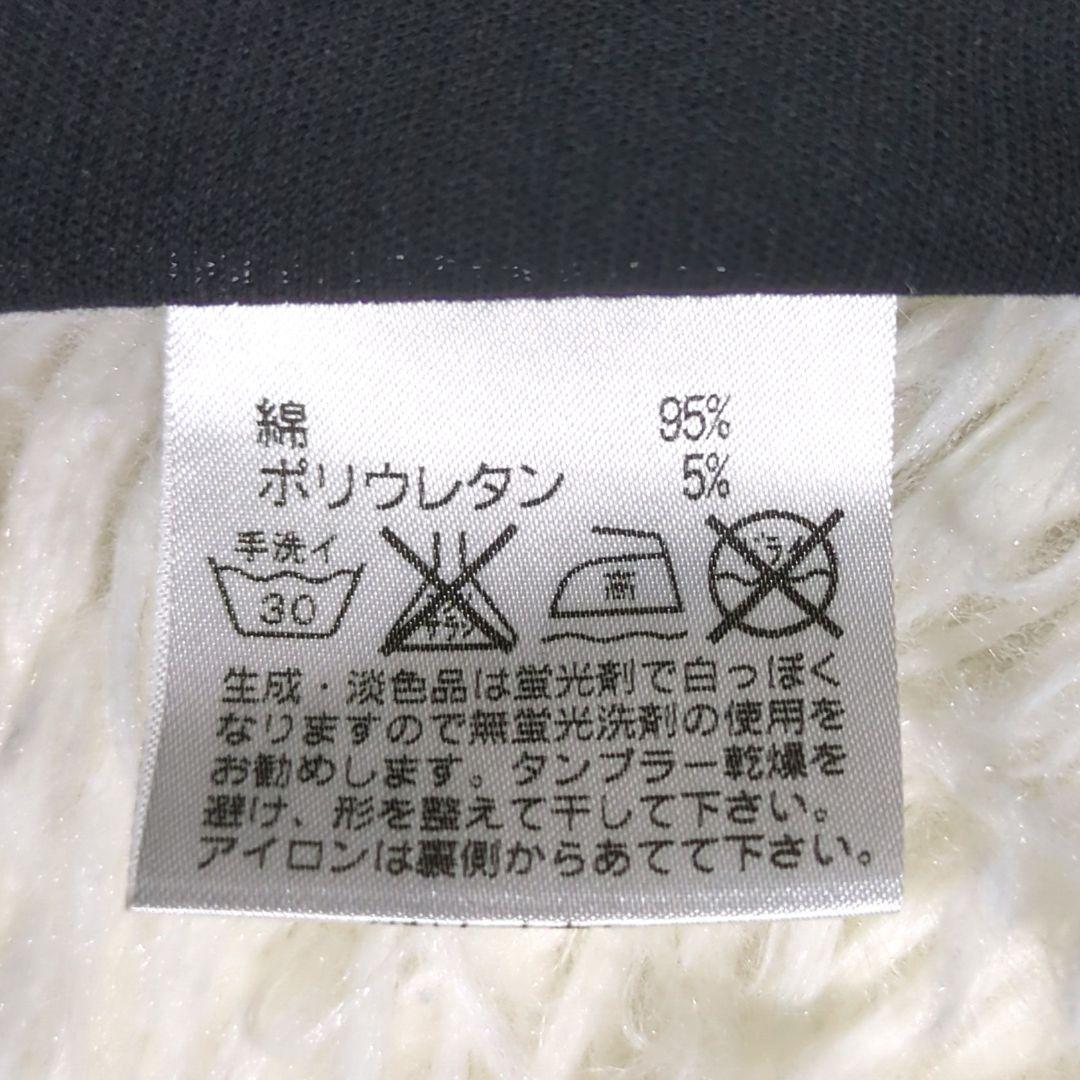 綿 95%
ポリウレタン 5%
手洗イ
30
エンソ
サラシ
高
ドライ
生成・淡色品は蛍光剤で白っぽく
なりますので無蛍光洗剤の使用を
お勧めします。タンブラー乾燥を
避け、形を整えて干して下さい。
アイロンは裏側からあてて下さい。